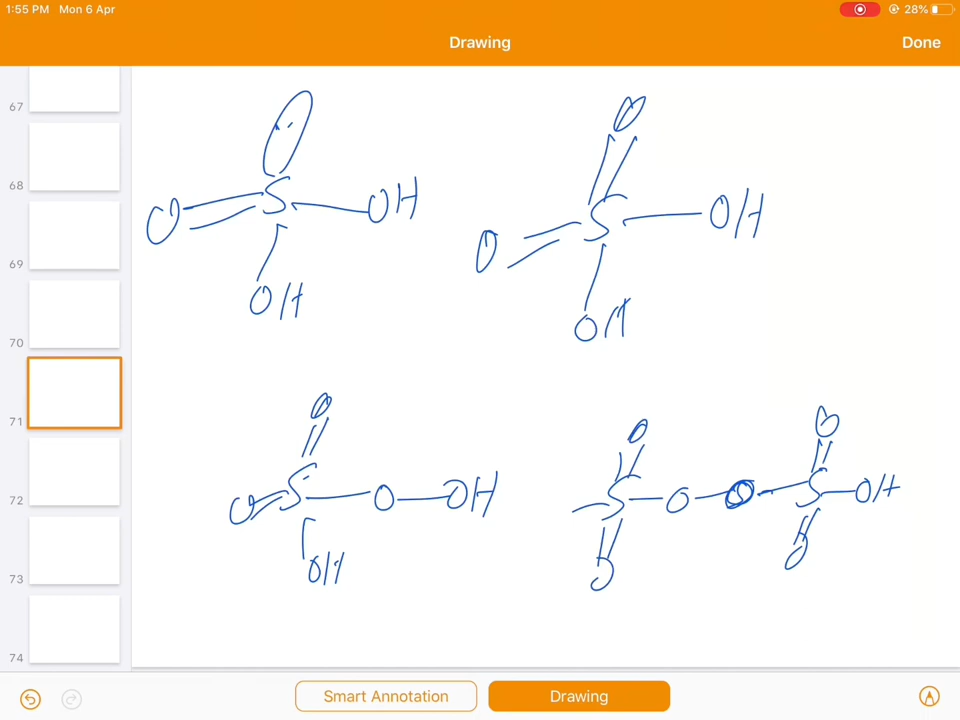 1:55 PM Mon 6 Apr 28%
Drawing Done
67
68
69
70
71
72
73
74
O S OH
OH
O
O S OH
OH
O
O S O OH
OH
O O
S O O S OH
O O
Smart Annotation Drawing